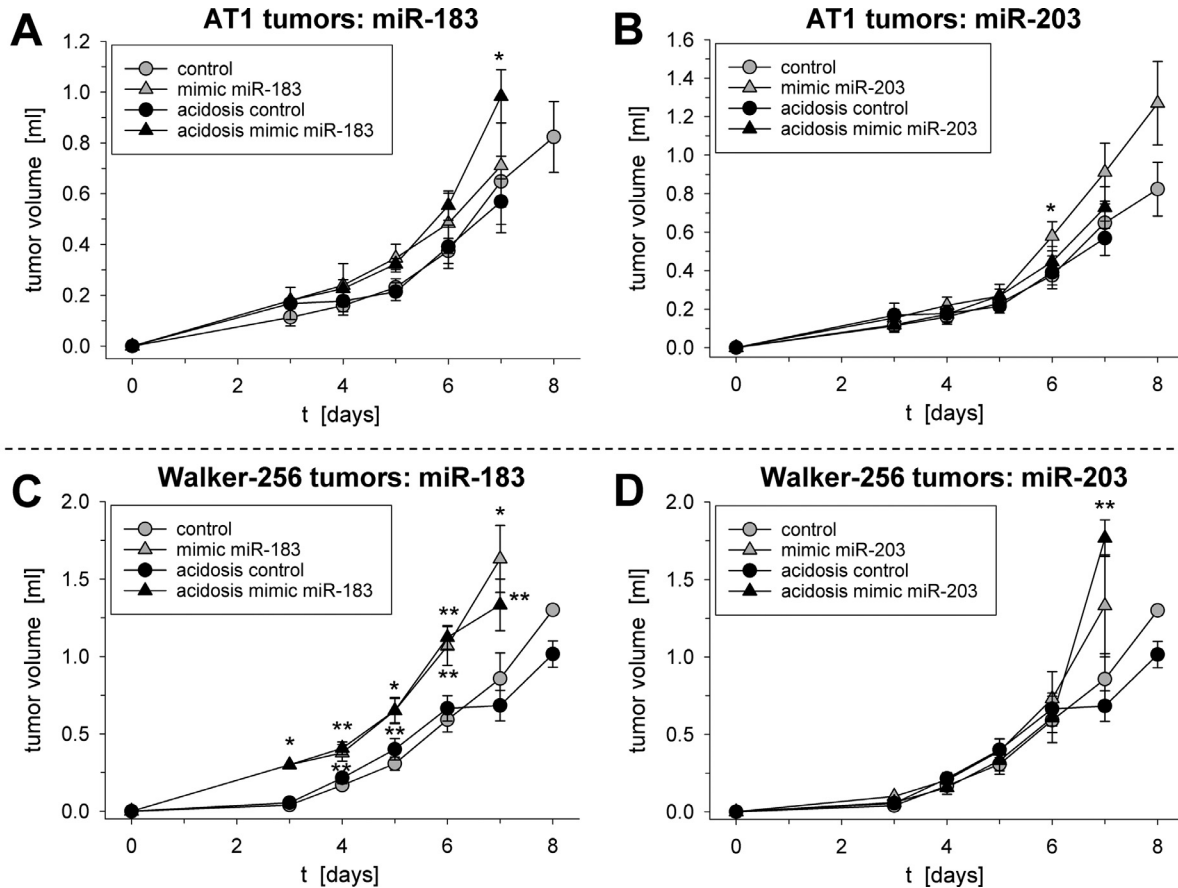 A
AT1 tumors: miR-183
control
mimic miR-183
acidosis control
acidosis mimic miR-183
*
tumor volume [ml]
1.2
1.0
0.8
0.6
0.4
0.2
0.0
0 2 4 6 8
t [days]
B
AT1 tumors: miR-203
control
mimic miR-203
acidosis control
acidosis mimic miR-203
*
tumor volume [ml]
1.6
1.4
1.2
1.0
0.8
0.6
0.4
0.2
0.0
0 2 4 6 8
t [days]
C
Walker-256 tumors: miR-183
control
mimic miR-183
acidosis control
acidosis mimic miR-183
*
**
**
*
**
*
**
**
**
tumor volume [ml]
2.0
1.5
1.0
0.5
0.0
0 2 4 6 8
t [days]
D
Walker-256 tumors: miR-203
control
mimic miR-203
acidosis control
acidosis mimic miR-203
**
tumor volume [ml]
2.0
1.5
1.0
0.5
0.0
0 2 4 6 8
t [days]